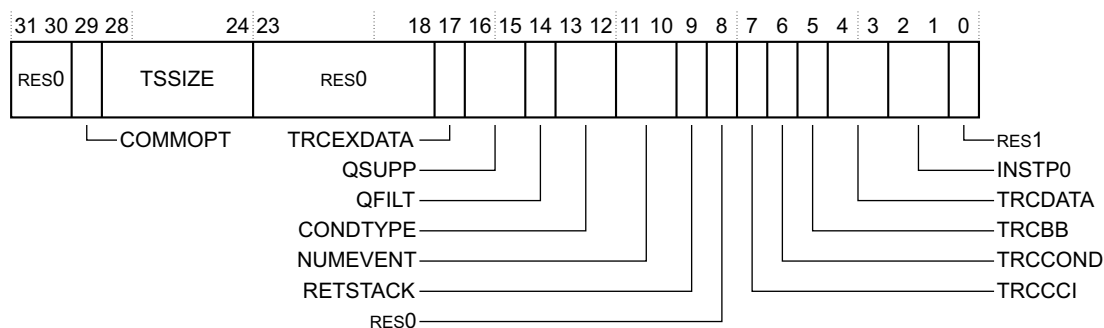 31 30 29 28 24 23 18 17 16 15 14 13 12 11 10 9 8 7 6 5 4 3 2 1 0
RES0 TSSIZE RES0
COMMOPT TRCEXDATA RES1
QSUPP INSTP0
QFILT TRCDATA
CONDTYPE TRCBB
NUMEVENT TRCCOND
RETSTACK TRCCCI
RES0